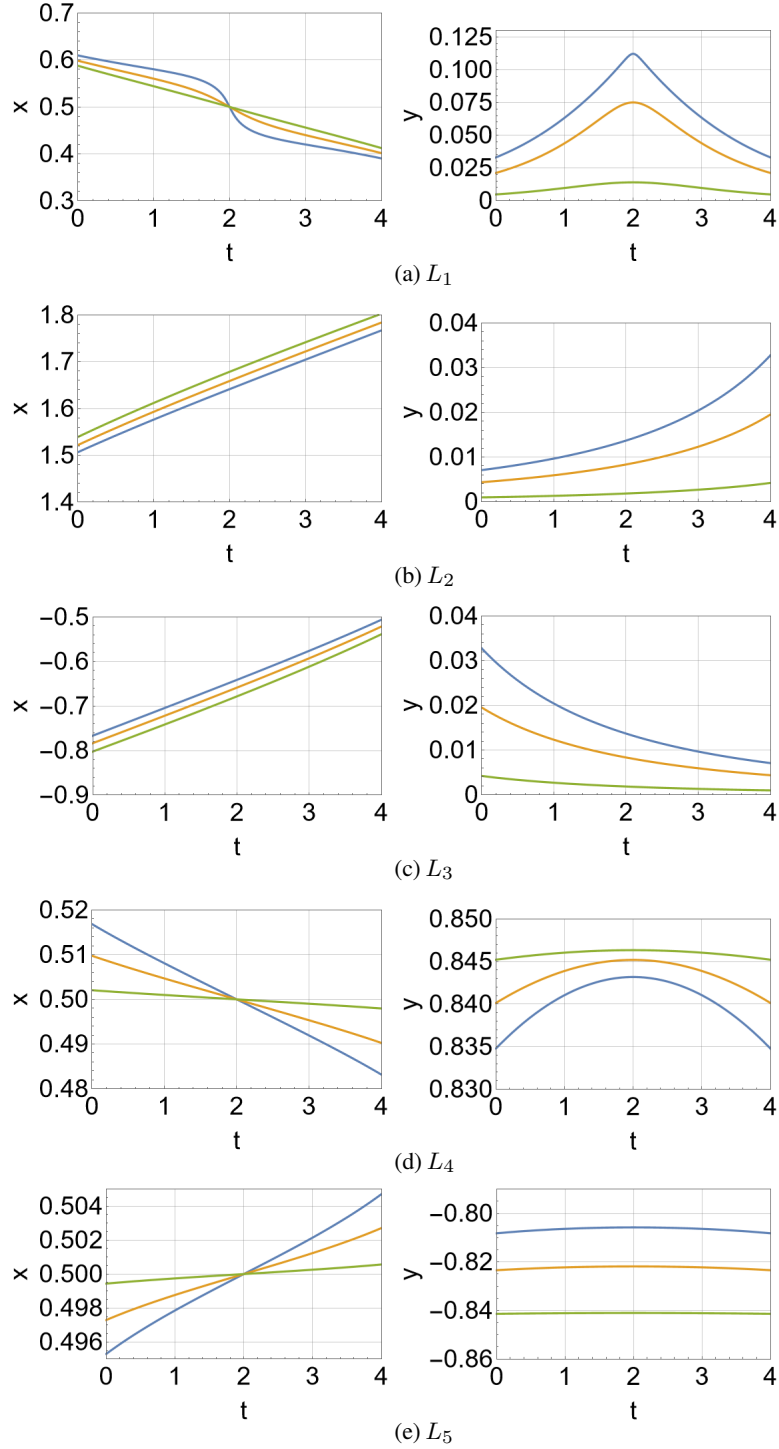 0.7
0.6
0.5
0.4
0.3
x
0 1 2 3 4
t
0.125
0.100
0.075
0.050
0.025
0
y
0 1 2 3 4
t
(a) L1
1.8
1.7
1.6
1.5
1.4
x
0 1 2 3 4
t
0.04
0.03
0.02
0.01
0
y
0 1 2 3 4
t
(b) L2
−0.5
−0.6
−0.7
−0.8
−0.9
x
0 1 2 3 4
t
0.04
0.03
0.02
0.01
0
y
0 1 2 3 4
t
(c) L3
0.52
0.51
0.50
0.49
0.48
x
0 1 2 3 4
t
0.850
0.845
0.840
0.835
0.830
y
0 1 2 3 4
t
(d) L4
0.504
0.502
0.500
0.498
0.496
x
0 1 2 3 4
t
−0.80
−0.82
−0.84
−0.86
y
0 1 2 3 4
t
(e) L5